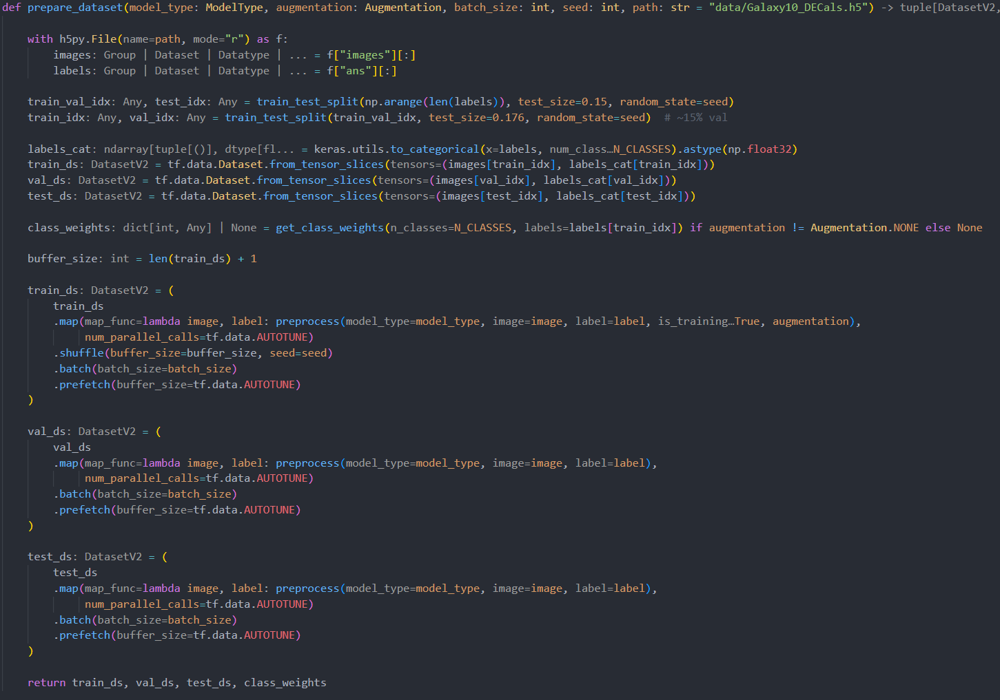 def prepare_dataset(model_type: ModelType, augmentation: Augmentation, batch_size: int, seed: int, path: str = "data/Galaxy10_DECals.h5") -> tuple[DatasetV2,
with h5py.File(name=path, mode="r") as f:
images: Group | Dataset | Datatype | ... = f["images"][:]
labels: Group | Dataset | Datatype | ... = f["ans"][:]
train_val_idx: Any, test_idx: Any = train_test_split(np.arange(len(labels)), test_size=0.15, random_state=seed)
train_idx: Any, val_idx: Any = train_test_split(train_val_idx, test_size=0.176, random_state=seed)  # ~15% val
labels_cat: ndarray[tuple[()], dtype[fl... = keras.utils.to_categorical(x=labels, num_class…N_CLASSES).astype(np.float32)
train_ds: DatasetV2 = tf.data.Dataset.from_tensor_slices(tensors=(images[train_idx], labels_cat[train_idx]))
val_ds: DatasetV2 = tf.data.Dataset.from_tensor_slices(tensors=(images[val_idx], labels_cat[val_idx]))
test_ds: DatasetV2 = tf.data.Dataset.from_tensor_slices(tensors=(images[test_idx], labels_cat[test_idx]))
class_weights: dict[int, Any] | None = get_class_weights(n_classes=N_CLASSES, labels=labels[train_idx]) if augmentation != Augmentation.NONE else None
buffer_size: int = len(train_ds) + 1
train_ds: DatasetV2 = (
train_ds
.map(map_func=lambda image, label: preprocess(model_type=model_type, image=image, label=label, is_training…True, augmentation),
num_parallel_calls=tf.data.AUTOTUNE)
.shuffle(buffer_size=buffer_size, seed=seed)
.batch(batch_size=batch_size)
.prefetch(buffer_size=tf.data.AUTOTUNE)
)
val_ds: DatasetV2 = (
val_ds
.map(map_func=lambda image, label: preprocess(model_type=model_type, image=image, label=label),
num_parallel_calls=tf.data.AUTOTUNE)
.batch(batch_size=batch_size)
.prefetch(buffer_size=tf.data.AUTOTUNE)
)
test_ds: DatasetV2 = (
test_ds
.map(map_func=lambda image, label: preprocess(model_type=model_type, image=image, label=label),
num_parallel_calls=tf.data.AUTOTUNE)
.batch(batch_size=batch_size)
.prefetch(buffer_size=tf.data.AUTOTUNE)
)
return train_ds, val_ds, test_ds, class_weights